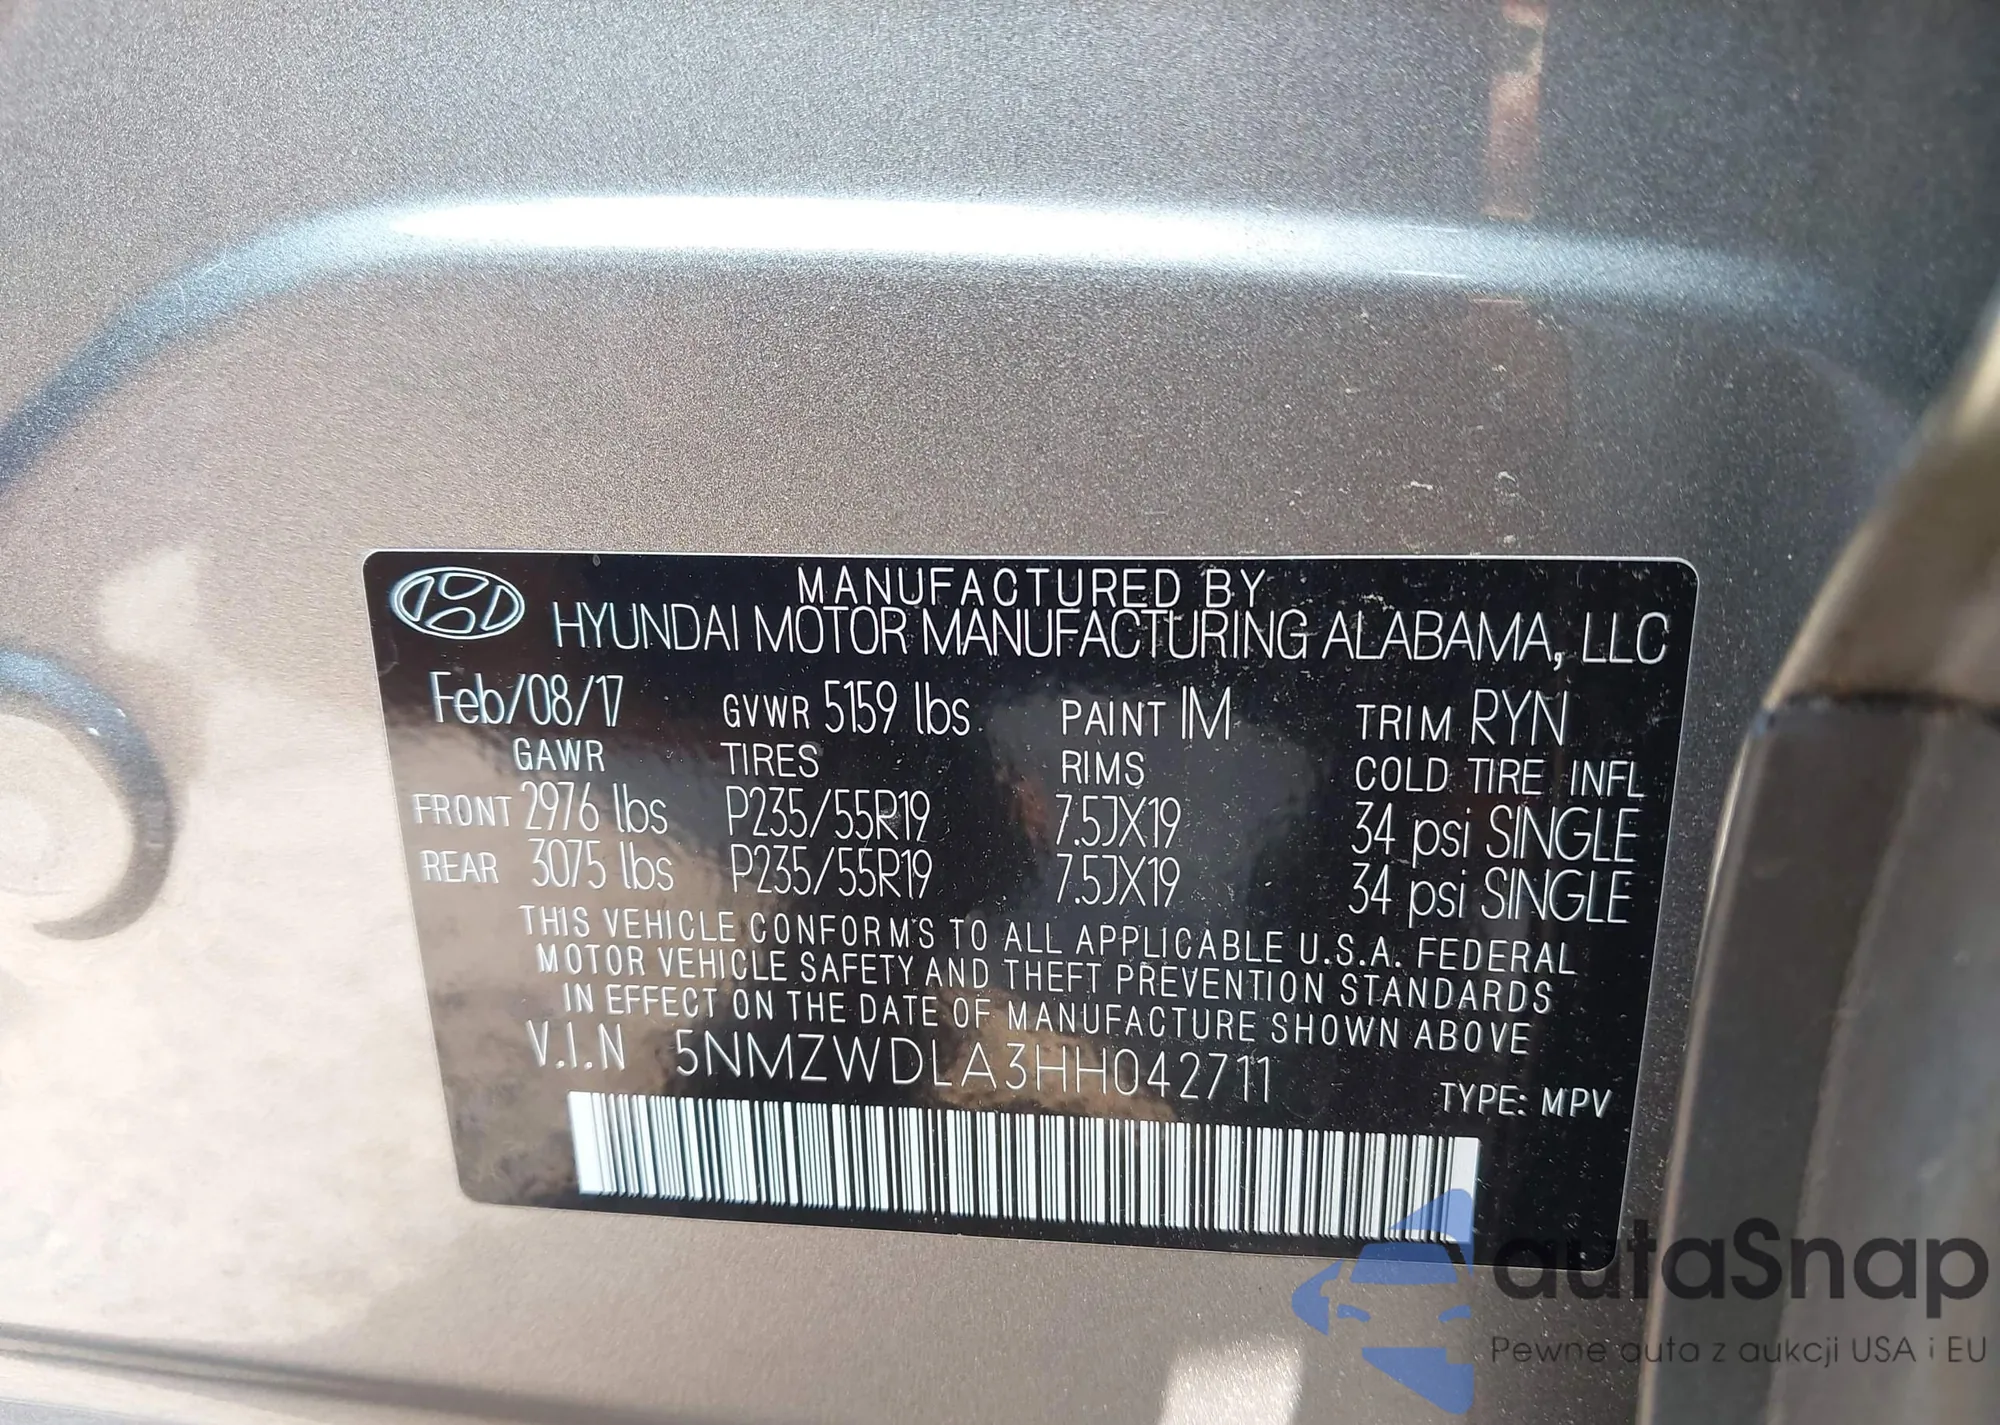 MANUFACTURED BY
HYUNDAI MOTOR MANUFACTURING ALABAMA, LLC
Feb/08/17 GVWR 5159 lbs PAINT IM TRIM RYN
GAWR TIRES RIMS COLD TIRE INFL
FRONT 2976 lbs P235/55R19 7.5JX19 34 psi SINGLE
REAR 3075 lbs P235/55R19 7.5JX19 34 psi SINGLE
THIS VEHICLE CONFORMS TO ALL APPLICABLE U.S.A. FEDERAL
MOTOR VEHICLE SAFETY AND THEFT PREVENTION STANDARDS
IN EFFECT ON THE DATE OF MANUFACTURE SHOWN ABOVE
V.I.N 5NMZWDLA3HH042711
TYPE: MPV
autaSnap
Pewne auta z aukcji USA i EU